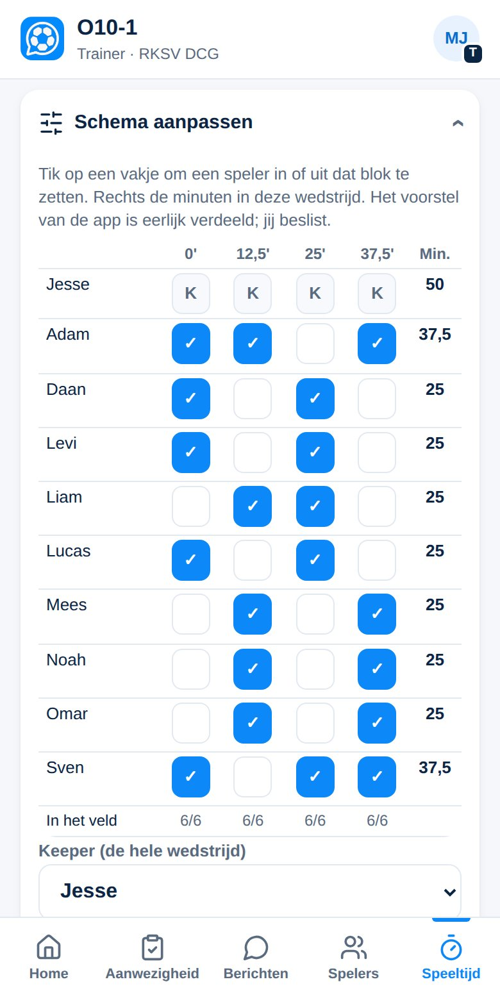 O10-1
Trainer · RKSV DCG
MJ
T
Schema aanpassen
Tik op een vakje om een speler in of uit dat blok te
zetten. Rechts de minuten in deze wedstrijd. Het voorstel
van de app is eerlijk verdeeld; jij beslist.
0' 12,5' 25' 37,5' Min.
Jesse K K K K 50
Adam ✓ ✓ ✓ 37,5
Daan ✓ ✓ 25
Levi ✓ ✓ 25
Liam ✓ ✓ 25
Lucas ✓ ✓ 25
Mees ✓ ✓ 25
Noah ✓ ✓ 25
Omar ✓ ✓ 25
Sven ✓ ✓ ✓ 37,5
In het veld 6/6 6/6 6/6 6/6
Keeper (de hele wedstrijd)
Jesse
Home Aanwezigheid Berichten Spelers Speeltijd